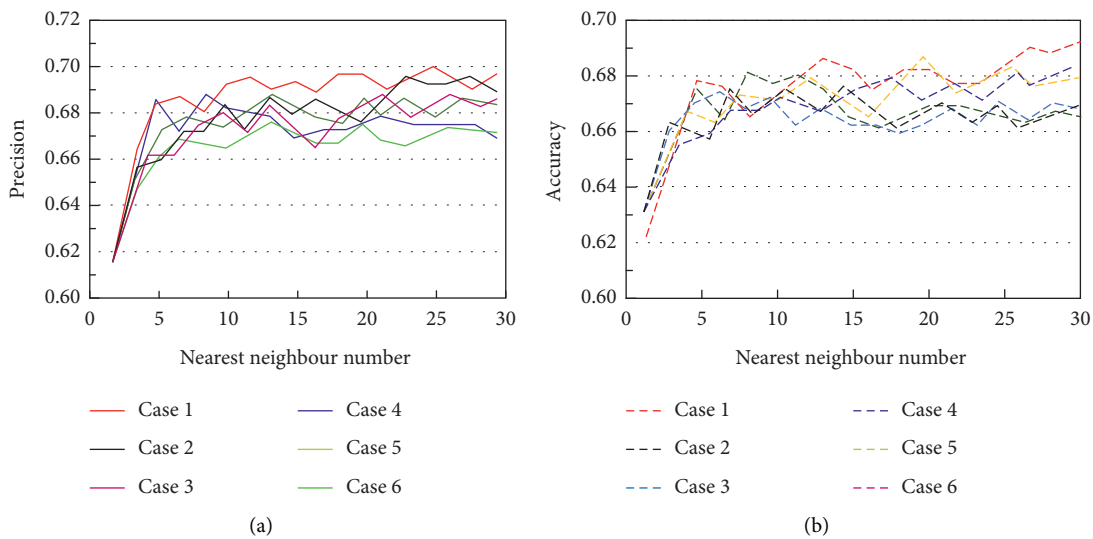 0.72
0.70
0.68
0.66
0.64
0.62
0.60
Precision
0 5 10 15 20 25 30
Nearest neighbour number
Case 1 Case 4
Case 2 Case 5
Case 3 Case 6
(a)
0.70
0.68
0.66
0.64
0.62
0.60
Accuracy
0 5 10 15 20 25 30
Nearest neighbour number
Case 1 Case 4
Case 2 Case 5
Case 3 Case 6
(b)